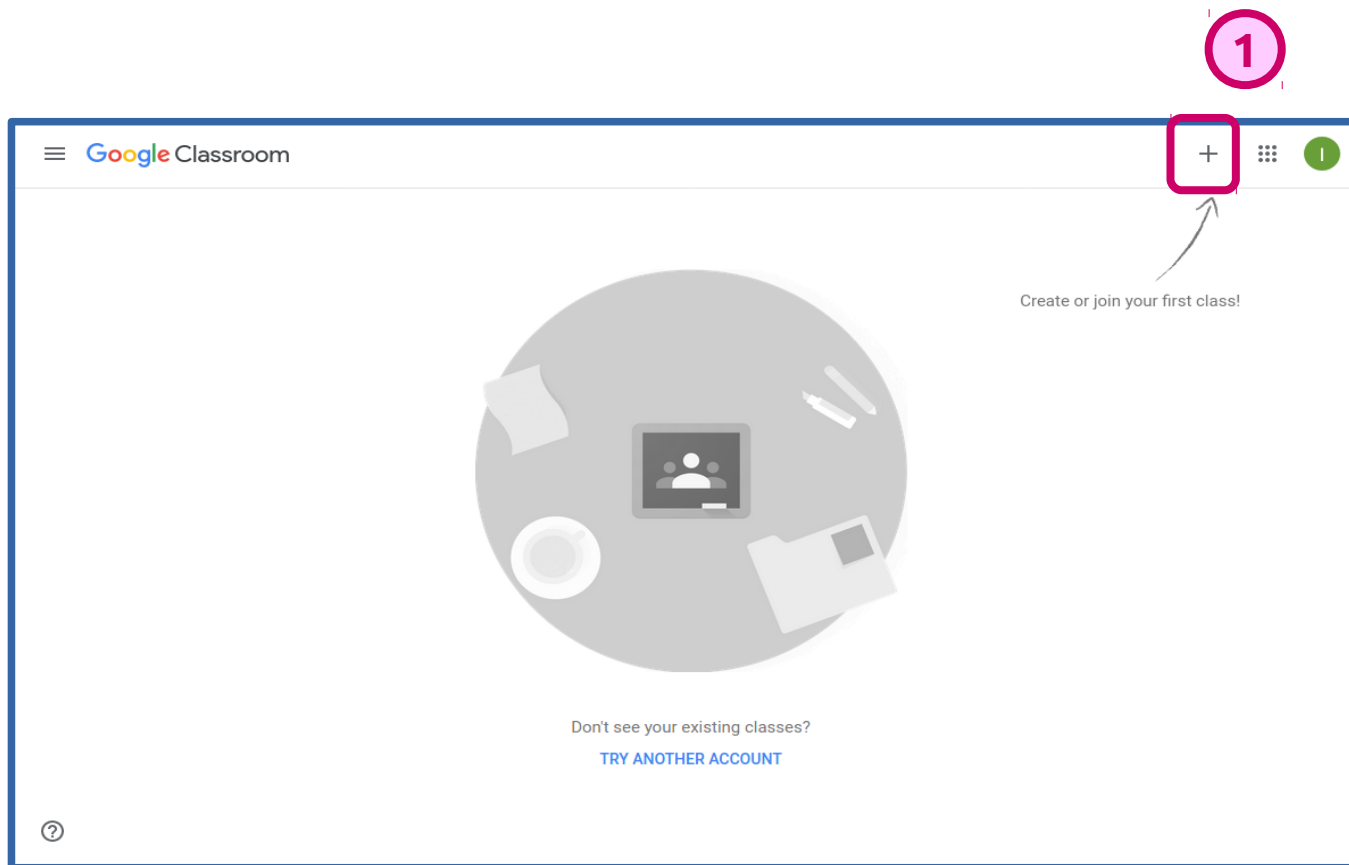 1
Google Classroom
I
Create or join your first class!
Don't see your existing classes?
TRY ANOTHER ACCOUNT